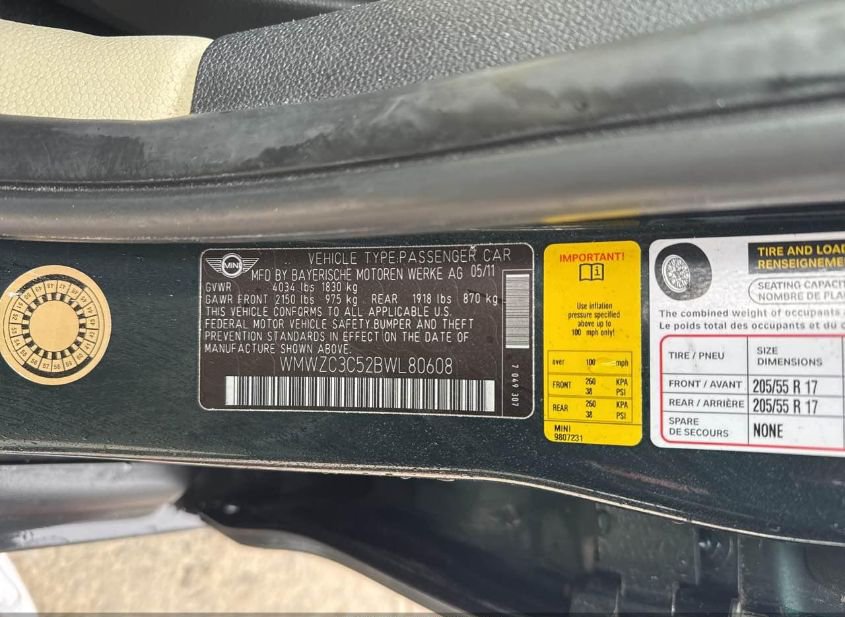 MINI
VEHICLE TYPE:PASSENGER CAR
MFD BY BAYERISCHE MOTOREN WERKE AG 05/11
GVWR 4034 lbs 1830 kg
GAWR FRONT 2150 lbs 975 kg REAR 1918 lbs 870 kg
THIS VEHICLE CONFORMS TO ALL APPLICABLE U.S.
FEDERAL MOTOR VEHICLE SAFETY,BUMPER AND THEFT
PREVENTION STANDARDS IN EFFECT ON THE DATE OF
MANUFACTURE SHOWN ABOVE.
WMWZC3C52BWL80608
7 049 307
IMPORTANT!
Use inflation
pressure specified
above up to
100 mph only!
over 100 mph
FRONT 260 KPA
38 PSI
REAR 260 KPA
38 PSI
MINI
9807231
TIRE AND LOAD
RENSEIGNEME
SEATING CAPACIT
NOMBRE DE PLA
The combined weight of occupants a
Le poids total des occupants et du c
TIRE / PNEU SIZE
DIMENSIONS
FRONT / AVANT 205/55 R 17
REAR / ARRIÈRE 205/55 R 17
SPARE
DE SECOURS NONE